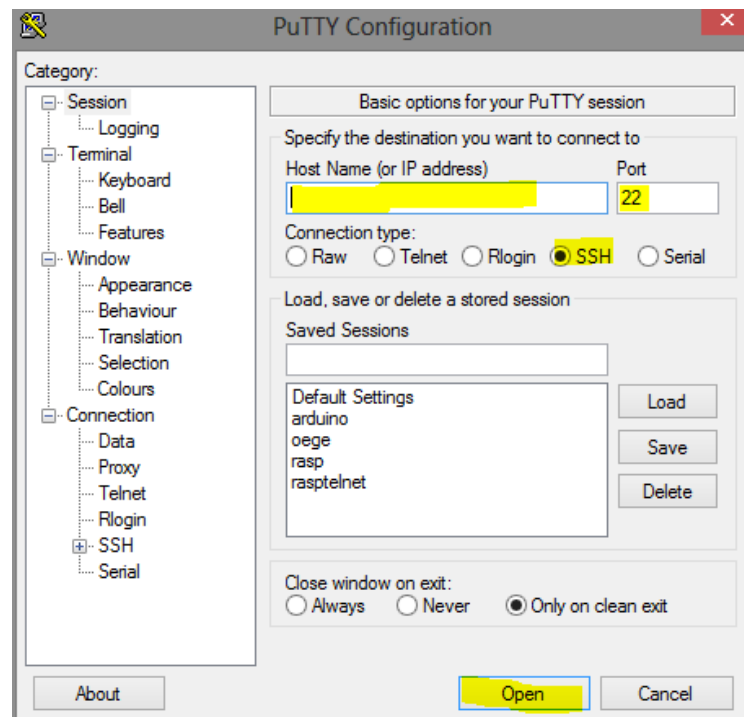 PuTTY Configuration
Category:
Session
Logging
Terminal
Keyboard
Bell
Features
Window
Appearance
Behaviour
Translation
Selection
Colours
Connection
Data
Proxy
Telnet
Rlogin
SSH
Serial
Basic options for your PuTTY session
Specify the destination you want to connect to
Host Name (or IP address) Port
22
Connection type:
Raw Telnet Rlogin SSH Serial
Load, save or delete a stored session
Saved Sessions
Default Settings
arduino
oege
rasp
rasptelnet
Load
Save
Delete
Close window on exit:
Always Never Only on clean exit
About Open Cancel